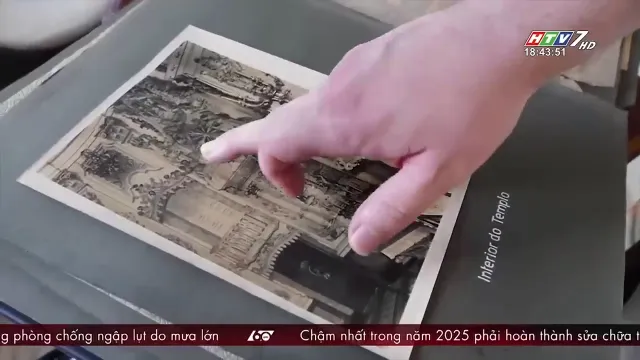 HTV7 HD
18:43:51
Interior do Templo
g phòng chống ngập lụt do mưa lớn
60
Chậm nhất trong năm 2025 phải hoàn thành sửa chữa t